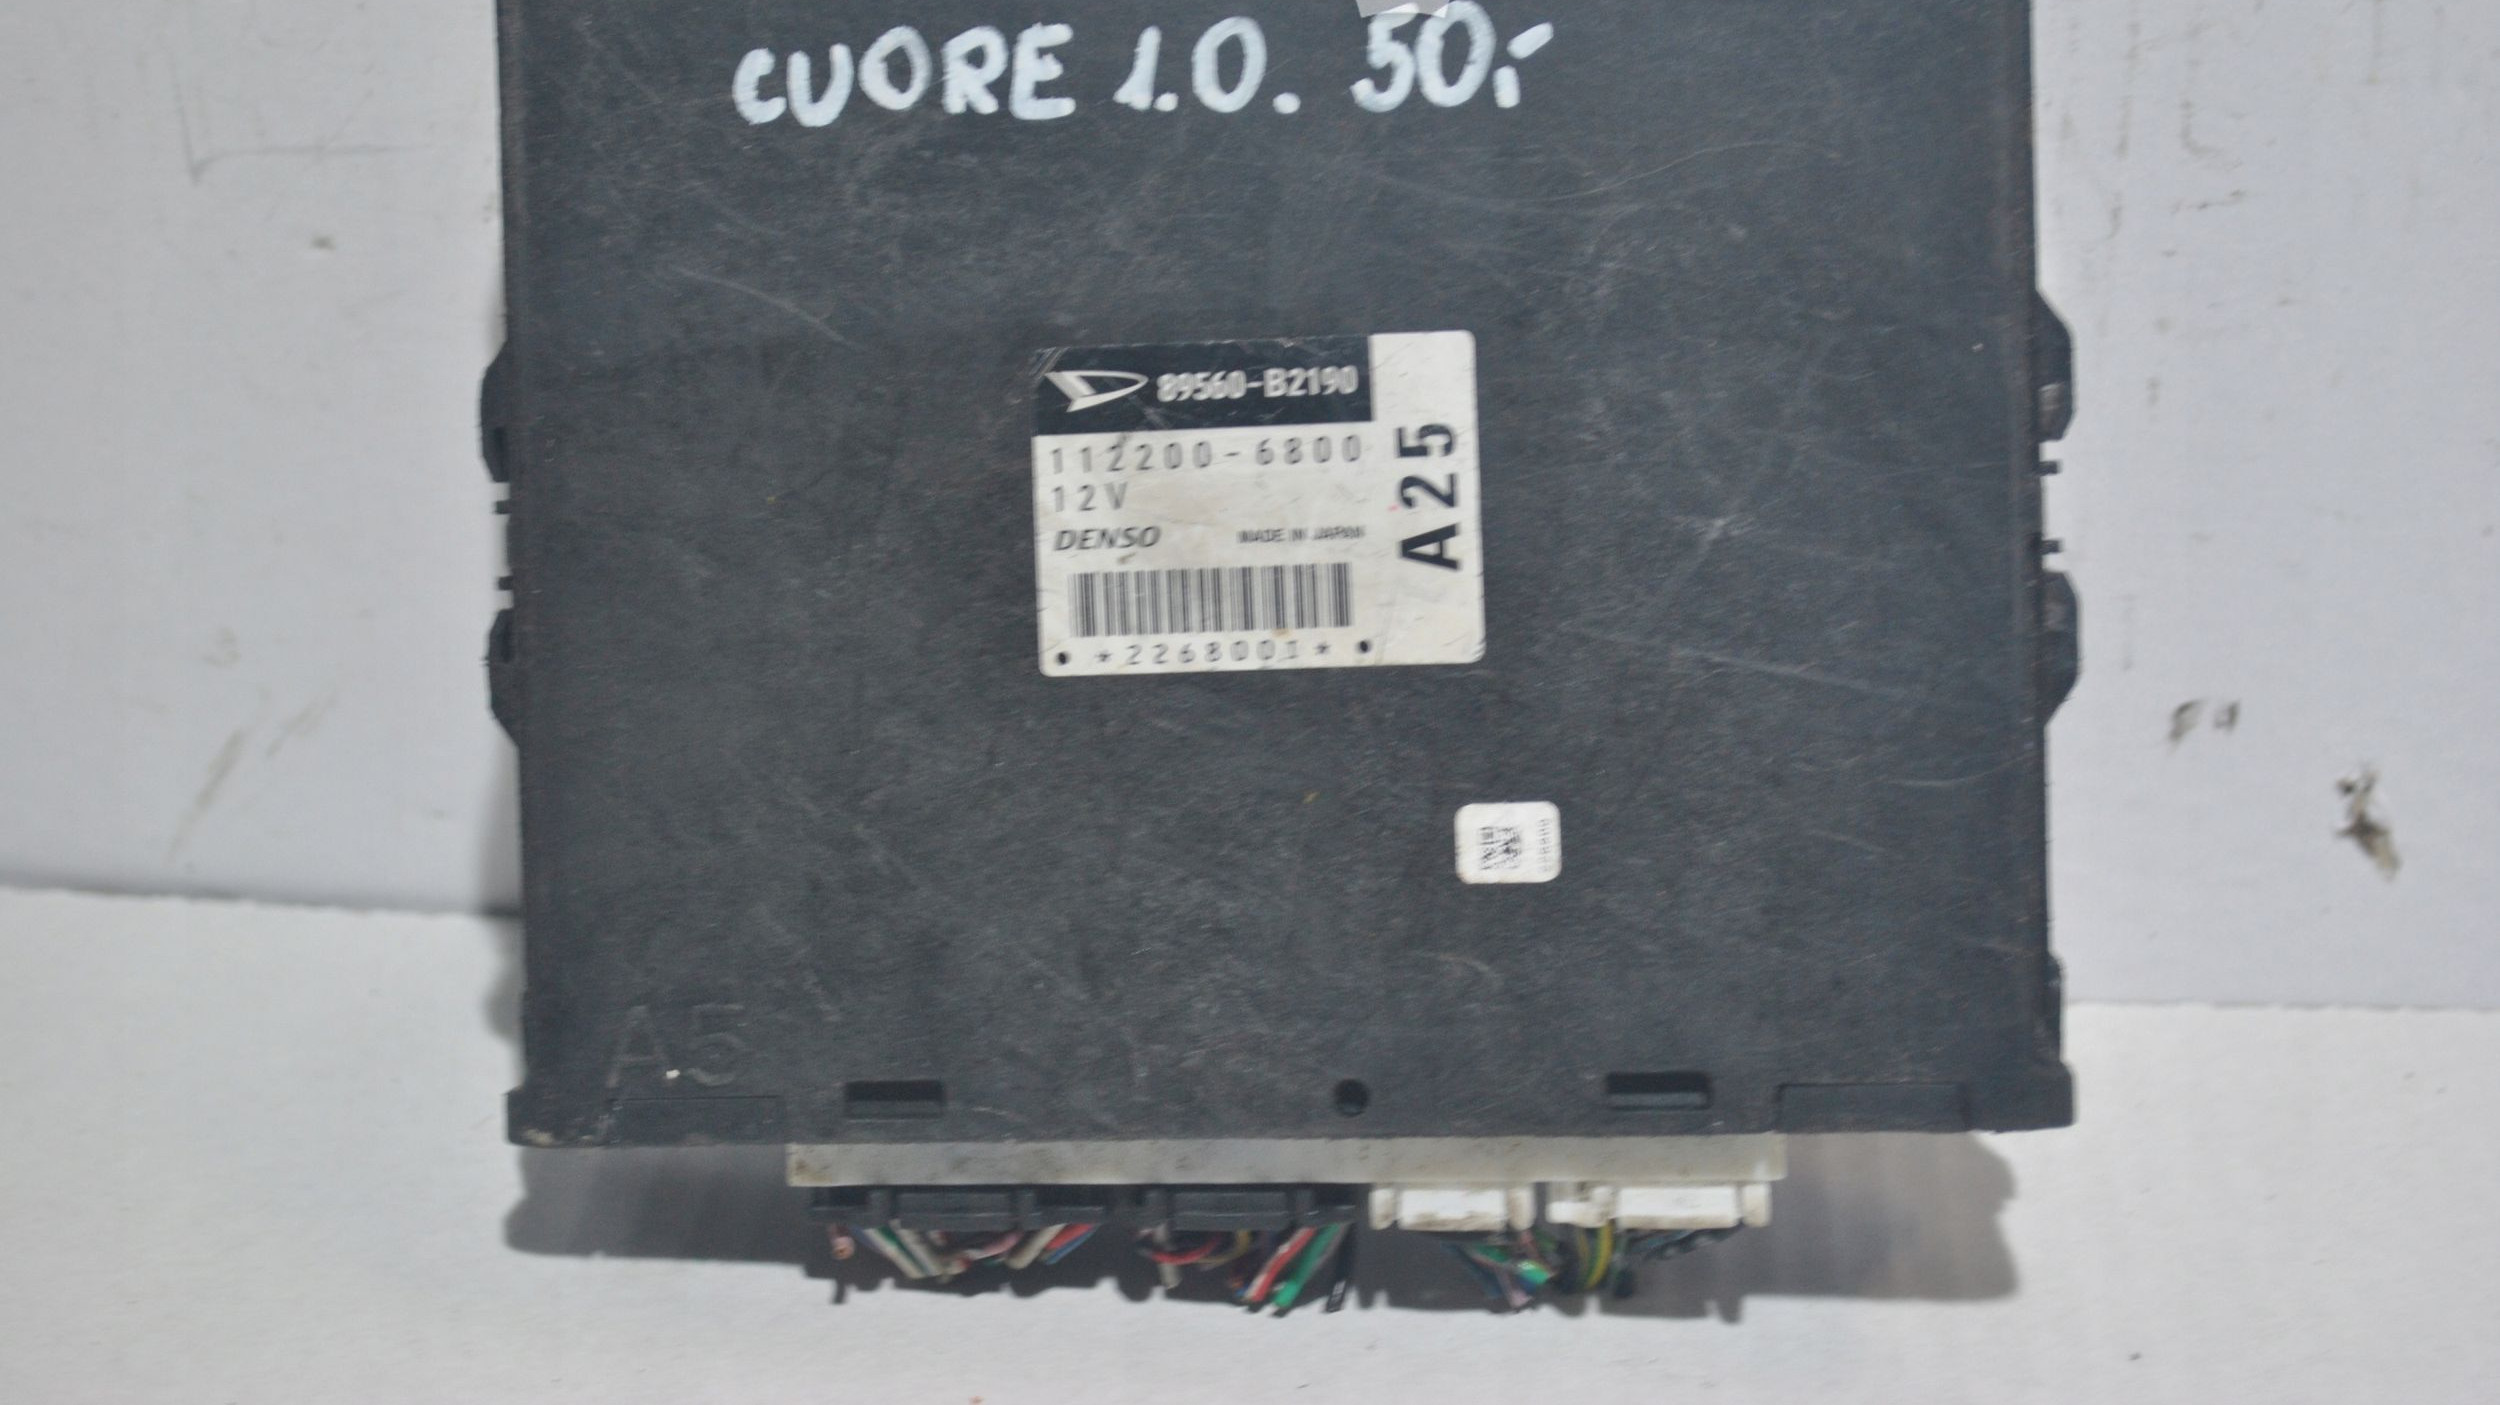 CUORE 1.0. 50,-
89560-B2190
112200-6800
12V
A25
DENSO MADE IN JAPAN
*2268001*
A5